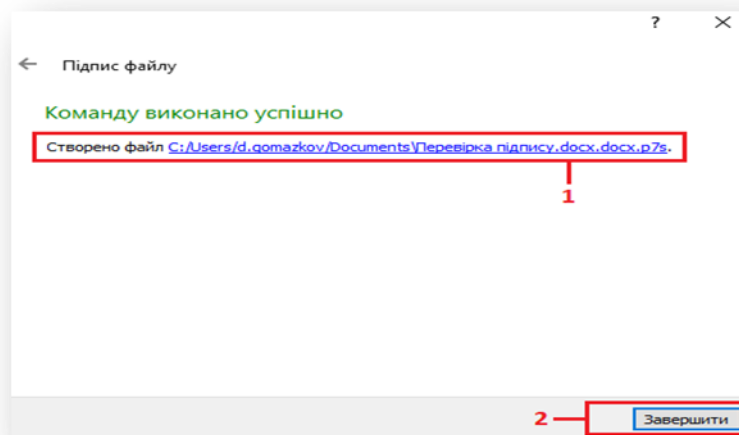 ?
Підпис файлу
Команду виконано успішно
Створено файл C:/Users/d.gomazkov/Documents\Перевірка підпису.docx.docx.p7s.
1
2
Завершити